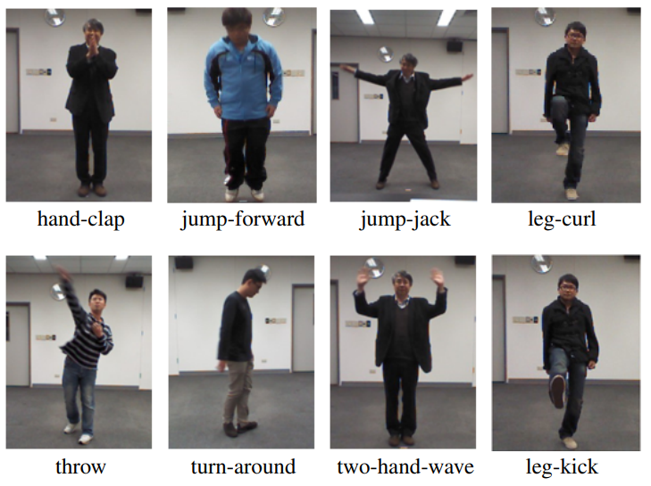 hand-clap
jump-forward
jump-jack
leg-curl
throw
turn-around
two-hand-wave
leg-kick